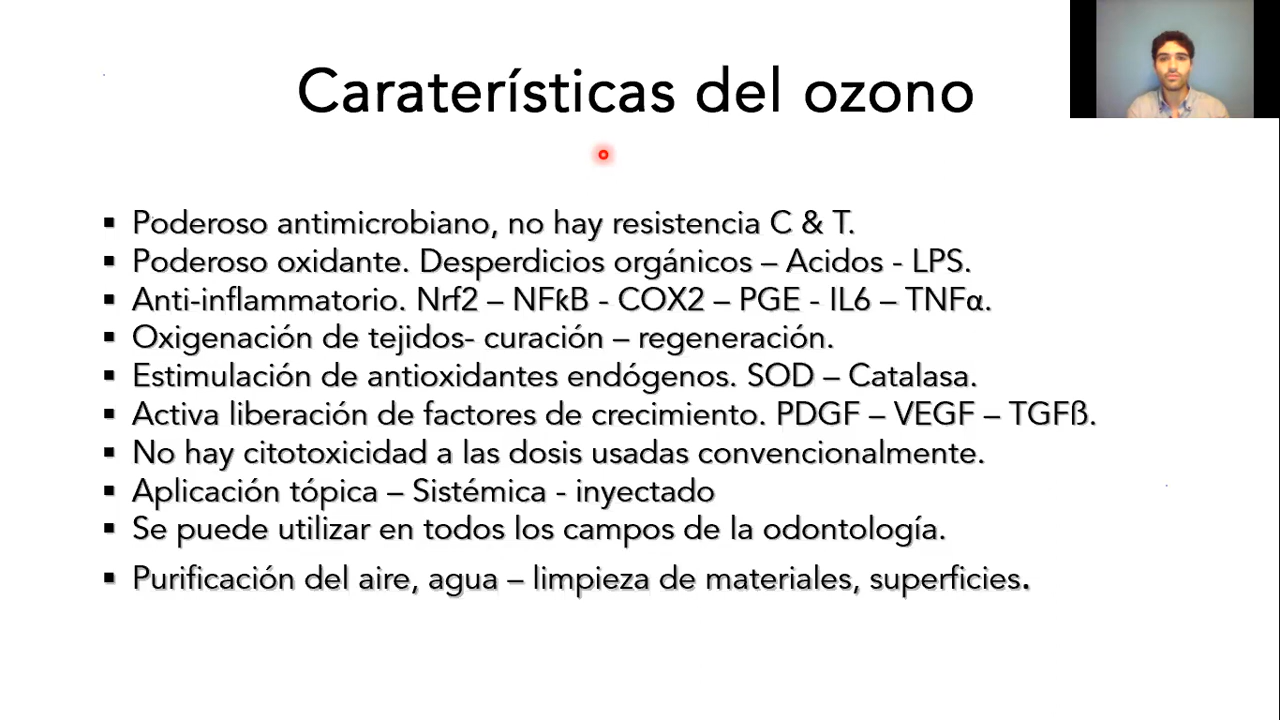 Caraterísticas del ozono
▪ Poderoso antimicrobiano, no hay resistencia C & T.
▪ Poderoso oxidante. Desperdicios orgánicos – Acidos - LPS.
▪ Anti-inflammatorio. Nrf2 – NFƙB - COX2 – PGE - IL6 – TNFα.
▪ Oxigenación de tejidos- curación – regeneración.
▪ Estimulación de antioxidantes endógenos. SOD – Catalasa.
▪ Activa liberación de factores de crecimiento. PDGF – VEGF – TGFß.
▪ No hay citotoxicidad a las dosis usadas convencionalmente.
▪ Aplicación tópica – Sistémica - inyectado
▪ Se puede utilizar en todos los campos de la odontología.
▪ Purificación del aire, agua – limpieza de materiales, superficies.